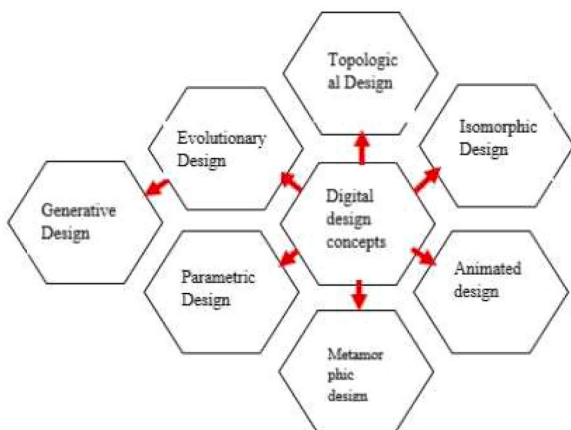 Topologic
al Design
Evolutionary
Design
Isomorphic
Design
Generative
Design
Digital
design
concepts
Parametric
Design
Animated
design
Metamor
phic
design